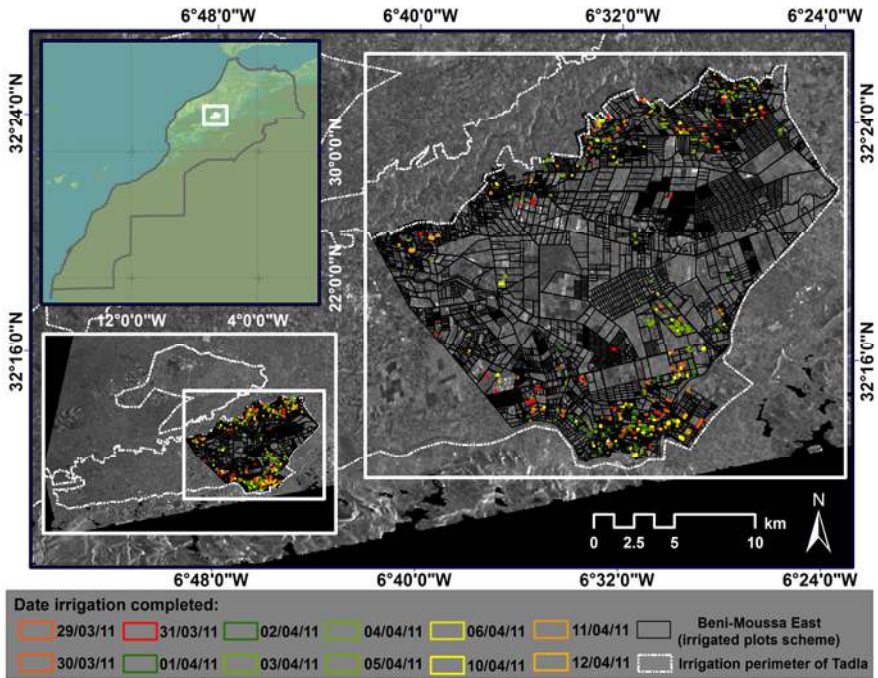 6°48'0"W 6°40'0"W 6°32'0"W 6°24'0"W
32°24'0"N
32°24'0"N
30°0'0"N
22°0'0"N
12°0'0"W 4°0'0"W
32°16'0"N
32°16'0"N
N
km
0 2.5 5 10
6°48'0"W 6°40'0"W 6°32'0"W 6°24'0"W
Date irrigation completed:
29/03/11 31/03/11 02/04/11 04/04/11 06/04/11 11/04/11 Beni-Moussa East
(irrigated plots scheme)
30/03/11 01/04/11 03/04/11 05/04/11 10/04/11 12/04/11 Irrigation perimeter of Tadla